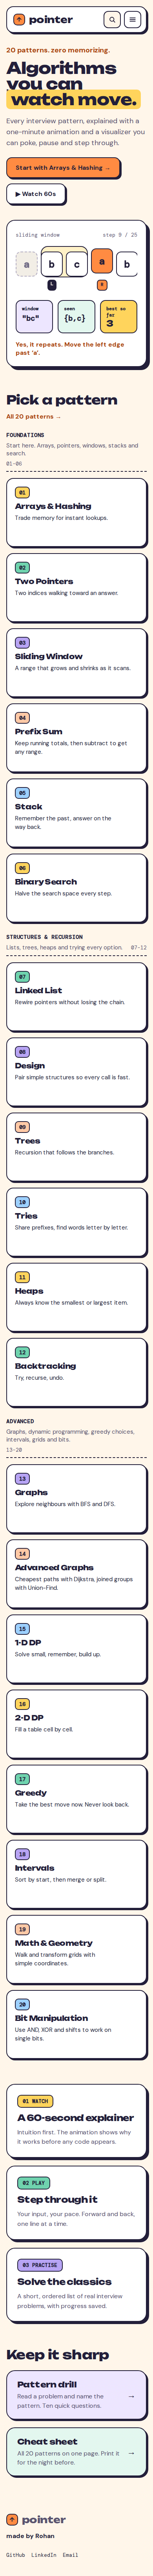 pointer
20 patterns. zero memorizing.
Algorithms
you can
watch move.
Every interview pattern, explained with a
one-minute animation and a visualizer you
can poke, pause and step through.
Start with Arrays & Hashing →
▶ Watch 60s
sliding window step 9 / 25
a b c a b
L R
window
"bc"
seen
{b,c}
best so
far
3
Yes, it repeats. Move the left edge
past 'a'.
Pick a pattern
All 20 patterns →
FOUNDATIONS
Start here. Arrays, pointers, windows, stacks and
search.
01-06
01
Arrays & Hashing
Trade memory for instant lookups.
02
Two Pointers
Two indices walking toward an answer.
03
Sliding Window
A range that grows and shrinks as it scans.
04
Prefix Sum
Keep running totals, then subtract to get
any range.
05
Stack
Remember the past, answer on the
way back.
06
Binary Search
Halve the search space every step.
STRUCTURES & RECURSION
Lists, trees, heaps and trying every option. 07-12
07
Linked List
Rewire pointers without losing the chain.
08
Design
Pair simple structures so every call is fast.
09
Trees
Recursion that follows the branches.
10
Tries
Share prefixes, find words letter by letter.
11
Heaps
Always know the smallest or largest item.
12
Backtracking
Try, recurse, undo.
ADVANCED
Graphs, dynamic programming, greedy choices,
intervals, grids and bits.
13-20
13
Graphs
Explore neighbours with BFS and DFS.
14
Advanced Graphs
Cheapest paths with Dijkstra, joined groups
with Union-Find.
15
1-D DP
Solve small, remember, build up.
16
2-D DP
Fill a table cell by cell.
17
Greedy
Take the best move now. Never look back.
18
Intervals
Sort by start, then merge or split.
19
Math & Geometry
Walk and transform grids with
simple coordinates.
20
Bit Manipulation
Use AND, XOR and shifts to work on
single bits.
01 WATCH
A 60-second explainer
Intuition first. The animation shows why
it works before any code appears.
02 PLAY
Step through it
Your input, your pace. Forward and back,
one line at a time.
03 PRACTISE
Solve the classics
A short, ordered list of real interview
problems, with progress saved.
Keep it sharp
Pattern drill
Read a problem and name the
pattern. Ten quick questions.
→
Cheat sheet
All 20 patterns on one page. Print it
for the night before.
→
pointer
made by Rohan
GitHub LinkedIn Email